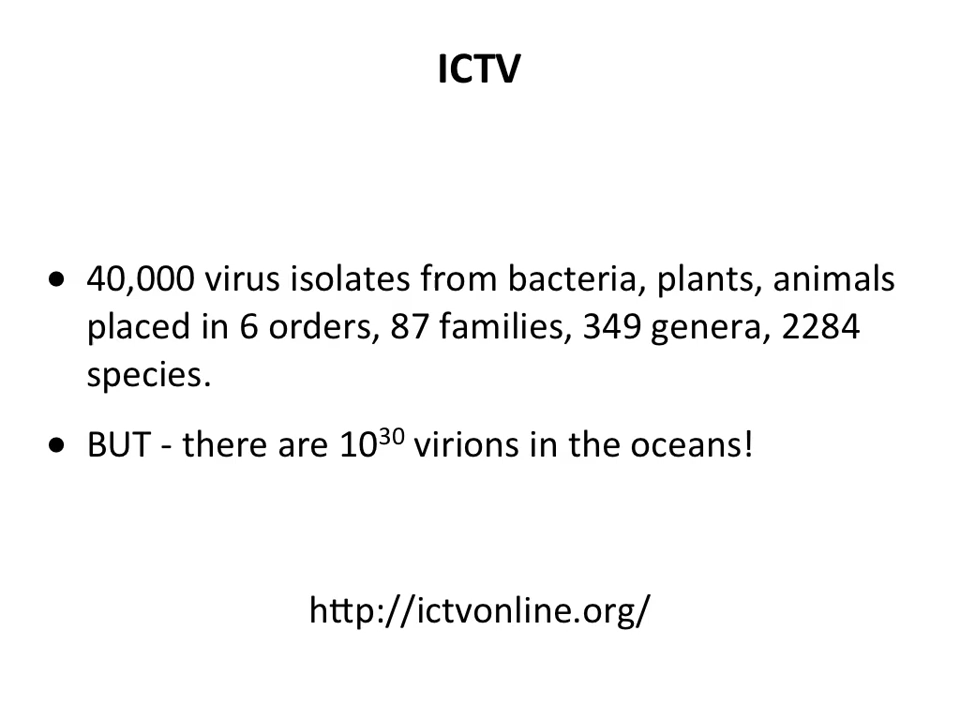 ICTV
• 40,000 virus isolates from bacteria, plants, animals
placed in 6 orders, 87 families, 349 genera, 2284
species.
• BUT - there are 10³⁰ virions in the oceans!
http://ictvonline.org/